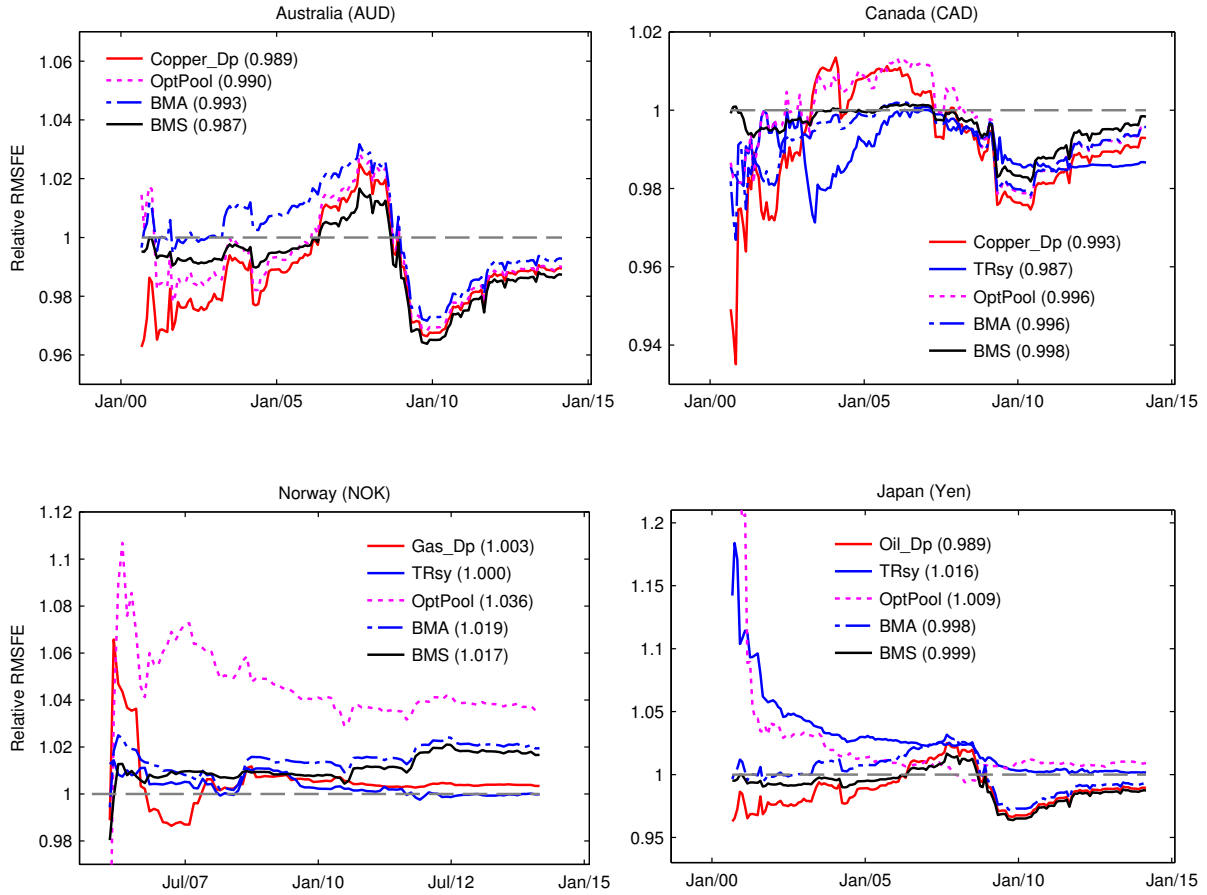 Australia (AUD)
Relative RMSFE
1.06
1.04
1.02
1
0.98
0.96
Copper_Dp (0.989)
OptPool (0.990)
BMA (0.993)
BMS (0.987)
Jan/00
Jan/05
Jan/10
Jan/15
Canada (CAD)
1.02
1
0.98
0.96
0.94
Copper_Dp (0.993)
TRsy (0.987)
OptPool (0.996)
BMA (0.996)
BMS (0.998)
Jan/00
Jan/05
Jan/10
Jan/15
Norway (NOK)
Relative RMSFE
1.12
1.1
1.08
1.06
1.04
1.02
1
0.98
Gas_Dp (1.003)
TRsy (1.000)
OptPool (1.036)
BMA (1.019)
BMS (1.017)
Jul/07
Jan/10
Jul/12
Jan/15
Japan (Yen)
1.2
1.15
1.1
1.05
1
0.95
Oil_Dp (0.989)
TRsy (1.016)
OptPool (1.009)
BMA (0.998)
BMS (0.999)
Jan/00
Jan/05
Jan/10
Jan/15